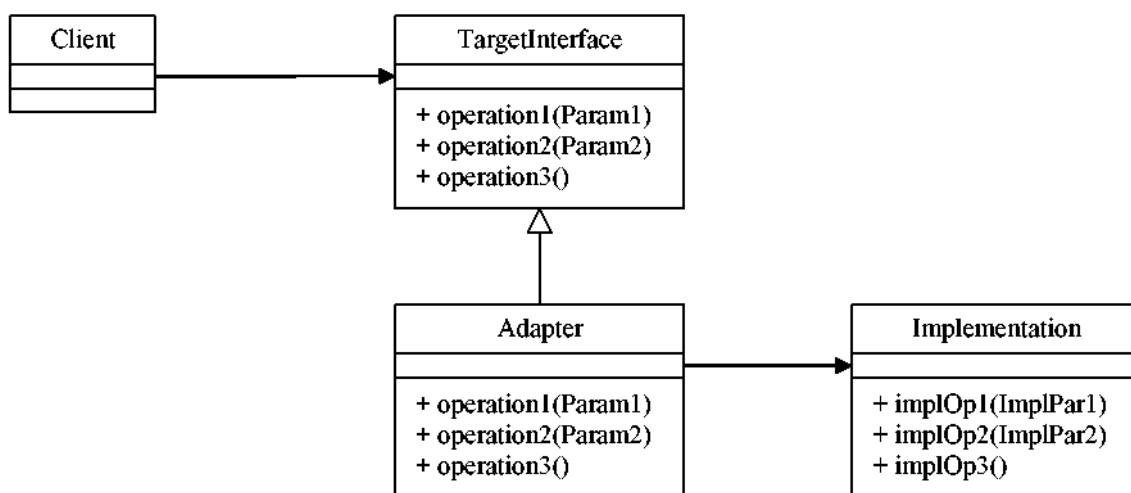 Client
TargetInterface
+ operation1(Param1)
+ operation2(Param2)
+ operation3()
Adapter
+ operation1(Param1)
+ operation2(Param2)
+ operation3()
Implementation
+ implOp1(ImplPar1)
+ implOp2(ImplPar2)
+ implOp3()